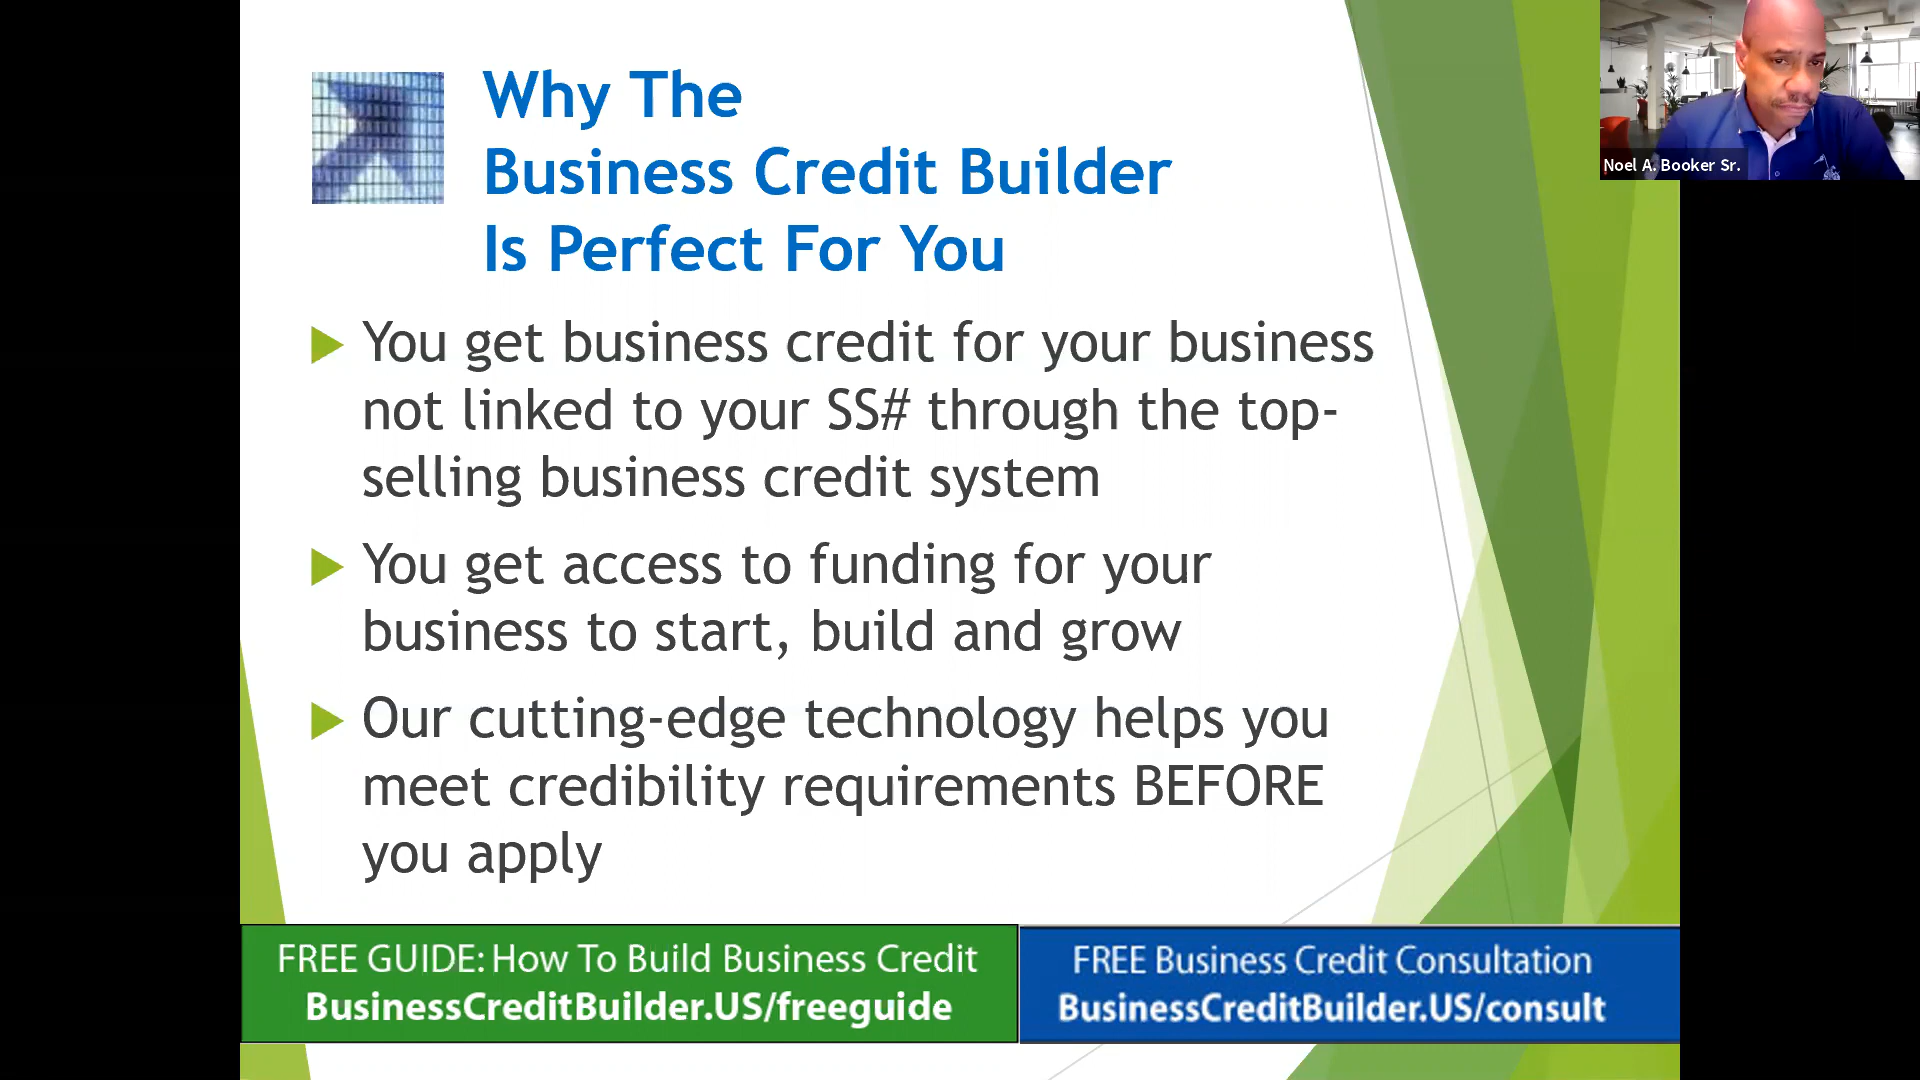 Why The
Business Credit Builder
Is Perfect For You
Noel A. Booker Sr.
You get business credit for your business
not linked to your SS# through the top-
selling business credit system
You get access to funding for your
business to start, build and grow
Our cutting-edge technology helps you
meet credibility requirements BEFORE
you apply
FREE GUIDE: How To Build Business Credit
BusinessCreditBuilder.US/freeguide
FREE Business Credit Consultation
BusinessCreditBuilder.US/consult